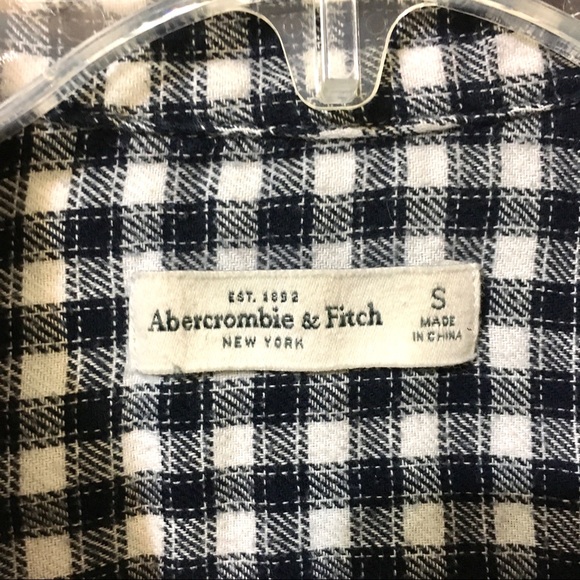 EST. 1892
Abercrombie & Fitch
NEW YORK
S
MADE
IN CHINA